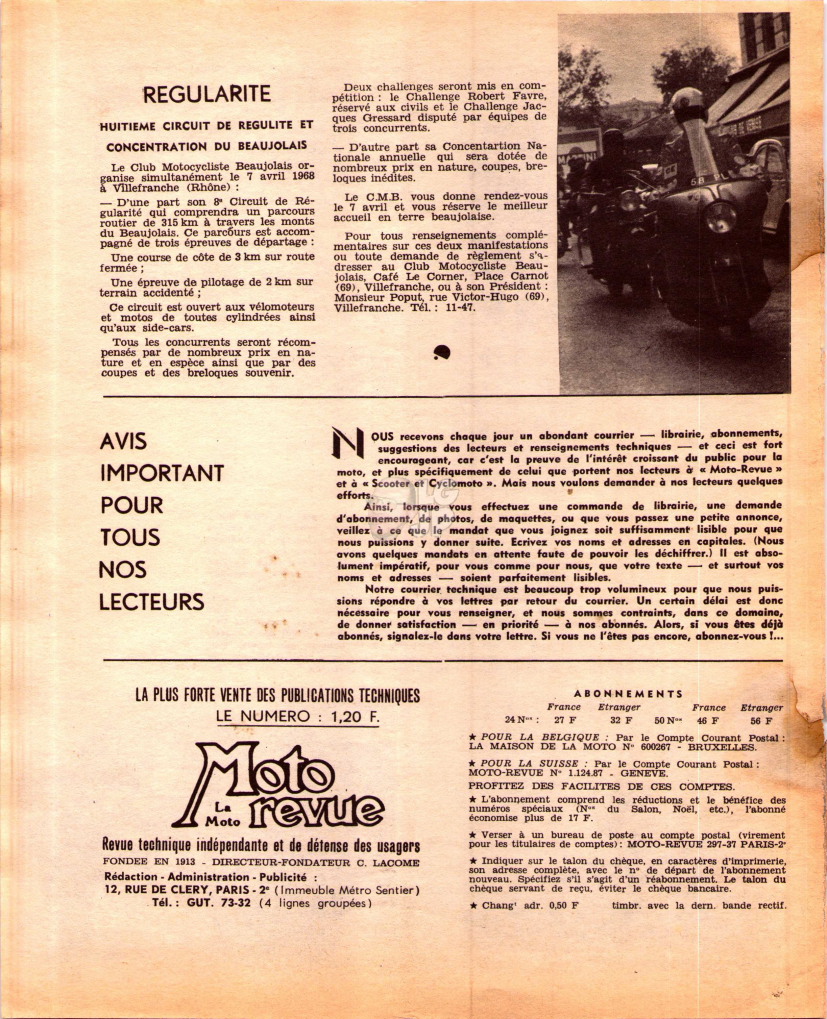 REGULARITE
HUITIEME CIRCUIT DE REGULITE ET
CONCENTRATION DU BEAUJOLAIS
Le Club Motocycliste Beaujolais or-
ganise simultanément le 7 avril 1968
à Villefranche (Rhône) :
— D'une part son 8e Circuit de Ré-
gularité qui comprendra un parcours
routier de 315 km à travers les monts
du Beaujolais. Ce parcours est accom-
pagné de trois épreuves de départage :
Une course de côte de 3 km sur route
fermée ;
Une épreuve de pilotage de 2 km sur
terrain accidenté ;
Ce circuit est ouvert aux vélomoteurs
et motos de toutes cylindrées ainsi
qu'aux side-cars.
Tous les concurrents seront récom-
pensés par de nombreux prix en na-
ture et en espèce ainsi que par des
coupes et des breloques souvenir.
Deux challenges seront mis en com-
pétition : le Challenge Robert Favre,
réservé aux civils et le Challenge Jac-
ques Gressard disputé par équipes de
trois concurrents.
— D'autre part sa Concentartion Na-
tionale annuelle qui sera dotée de
nombreux prix en nature, coupes, bre-
loques inédites.
Le C.M.B. vous donne rendez-vous
le 7 avril et vous réserve le meilleur
accueil en terre beaujolaise.
Pour tous renseignements complé-
mentaires sur ces deux manifestations
ou toute demande de règlement s'a-
dresser au Club Motocycliste Beau-
jolais, Café Le Corner, Place Carnot
(69), Villefranche, ou à son Président :
Monsieur Poput, rue Victor-Hugo (69),
Villefranche. Tél. : 11-47.
AVIS
IMPORTANT
POUR
TOUS
NOS
LECTEURS
NOUS recevons chaque jour un abondant courrier — librairie, abonnements,
suggestions des lecteurs et renseignements techniques — et ceci est fort
encourageant, car c'est la preuve de l'intérêt croissant du public pour la
moto, et plus spécifiquement de celui que portent nos lecteurs à « Moto-Revue »
et à « Scooter et Cyclomoto ». Mais nous voulons demander à nos lecteurs quelques
efforts.
Ainsi, lorsque vous effectuez une commande de librairie, une demande
d'abonnement, de photos, de maquettes, ou que vous passez une petite annonce,
veillez à ce que le mandat que vous joignez soit suffisamment lisible pour que
nous puissions y donner suite. Ecrivez vos noms et adresses en capitales. (Nous
avons quelques mandats en attente faute de pouvoir les déchiffrer.) Il est abso-
lument impératif, pour vous comme pour nous, que votre texte — et surtout vos
noms et adresses — soient parfaitement lisibles.
Notre courrier technique est beaucoup trop volumineux pour que nous puis-
sions répondre à vos lettres par retour du courrier. Un certain délai est donc
nécessaire pour vous renseigner, et nous sommes contraints, dans ce domaine,
de donner satisfaction — en priorité — à nos abonnés. Alors, si vous êtes déjà
abonnés, signalez-le dans votre lettre. Si vous ne l'êtes pas encore, abonnez-vous !...
LA PLUS FORTE VENTE DES PUBLICATIONS TECHNIQUES
LE NUMERO : 1,20 F.
Moto
La Moto revue
Revue technique indépendante et de défense des usagers
FONDEE EN 1913 - DIRECTEUR-FONDATEUR C. LACOME
Rédaction - Administration - Publicité :
12, RUE DE CLERY, PARIS - 2e (Immeuble Métro Sentier)
Tél. : GUT. 73-32 (4 lignes groupées)
ABONNEMENTS
France Etranger France Etranger
24 Nos : 27 F 32 F 50 Nos 46 F 56 F
★ POUR LA BELGIQUE : Par le Compte Courant Postal :
LA MAISON DE LA MOTO N° 600267 - BRUXELLES.
★ POUR LA SUISSE : Par le Compte Courant Postal :
MOTO-REVUE N° 1.124.87 - GENEVE.
PROFITEZ DES FACILITES DE CES COMPTES.
★ L'abonnement comprend les réductions et le bénéfice des
numéros spéciaux (Nos du Salon, Noël, etc.), l'abonné
économise plus de 17 F.
★ Verser à un bureau de poste au compte postal (virement
pour les titulaires de comptes) : MOTO-REVUE 297-37 PARIS-2e
★ Indiquer sur le talon du chèque, en caractères d'imprimerie,
son adresse complète, avec le n° de départ de l'abonnement
nouveau. Spécifiez s'il s'agit d'un réabonnement. Le talon du
chèque servant de reçu, éviter le chèque bancaire.
★ Changt adr. 0,50 F timbr. avec la dern. bande rectif.